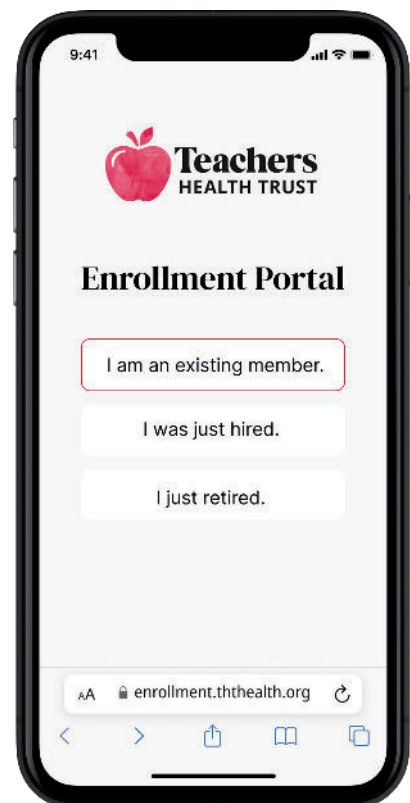 9:41
Teachers
HEALTH TRUST
Enrollment Portal
I am an existing member.
I was just hired.
I just retired.
AA enrollment.ththealth.org